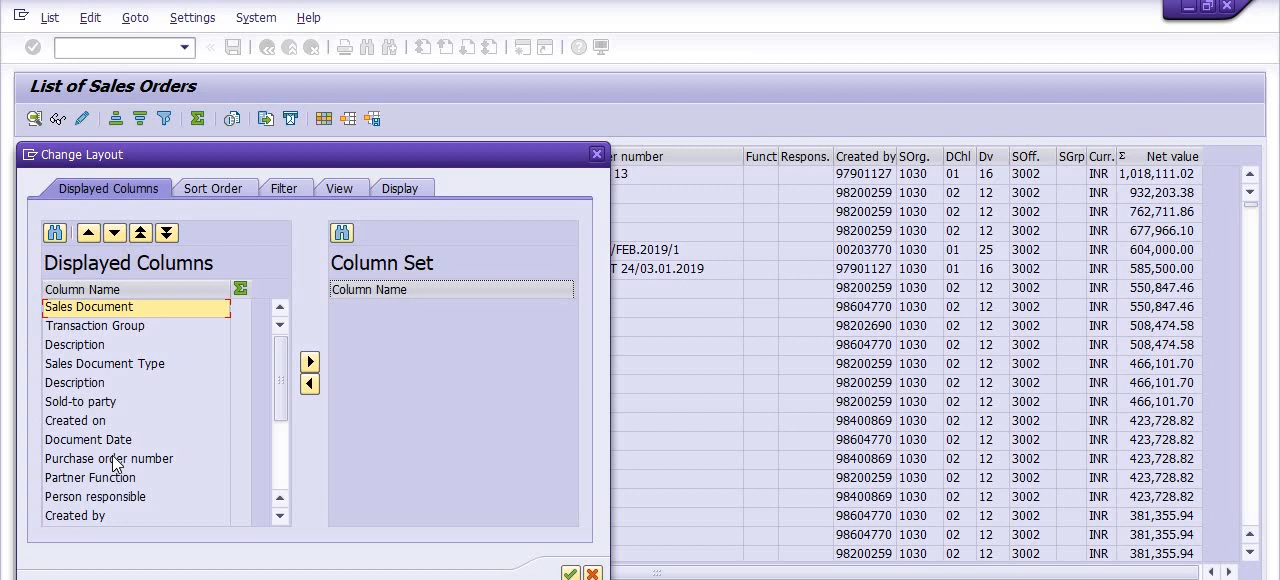 List Edit Goto Settings System Help
List of Sales Orders
Change Layout
Displayed Columns Sort Order Filter View Display
Displayed Columns
Column Name
Sales Document
Transaction Group
Description
Sales Document Type
Description
Sold-to party
Created on
Document Date
Purchase order number
Partner Function
Person responsible
Created by
Column Set
Column Name
r number Funct Respons. Created by SOrg. DChl Dv SOff. SGrp Curr. Σ Net value
13 97901127 1030 01 16 3002 INR 1,018,111.02
98200259 1030 02 12 3002 INR 932,203.38
98200259 1030 02 12 3002 INR 762,711.86
98200259 1030 02 12 3002 INR 677,966.10
/FEB.2019/1 00203770 1030 01 25 3002 INR 604,000.00
T 24/03.01.2019 97901127 1030 01 16 3002 INR 585,500.00
98200259 1030 02 12 3002 INR 550,847.46
98604770 1030 02 12 3002 INR 550,847.46
98202690 1030 02 12 3002 INR 508,474.58
98604770 1030 02 12 3002 INR 508,474.58
98200259 1030 02 12 3002 INR 466,101.70
98200259 1030 02 12 3002 INR 466,101.70
98200259 1030 02 12 3002 INR 466,101.70
98400869 1030 02 12 3002 INR 423,728.82
98604770 1030 02 12 3002 INR 423,728.82
98400869 1030 02 12 3002 INR 423,728.82
98200259 1030 02 12 3002 INR 423,728.82
98400869 1030 02 12 3002 INR 423,728.82
98604770 1030 02 12 3002 INR 381,355.94
98604770 1030 02 12 3002 INR 381,355.94
98200259 1030 02 12 3002 INR 381,355.94